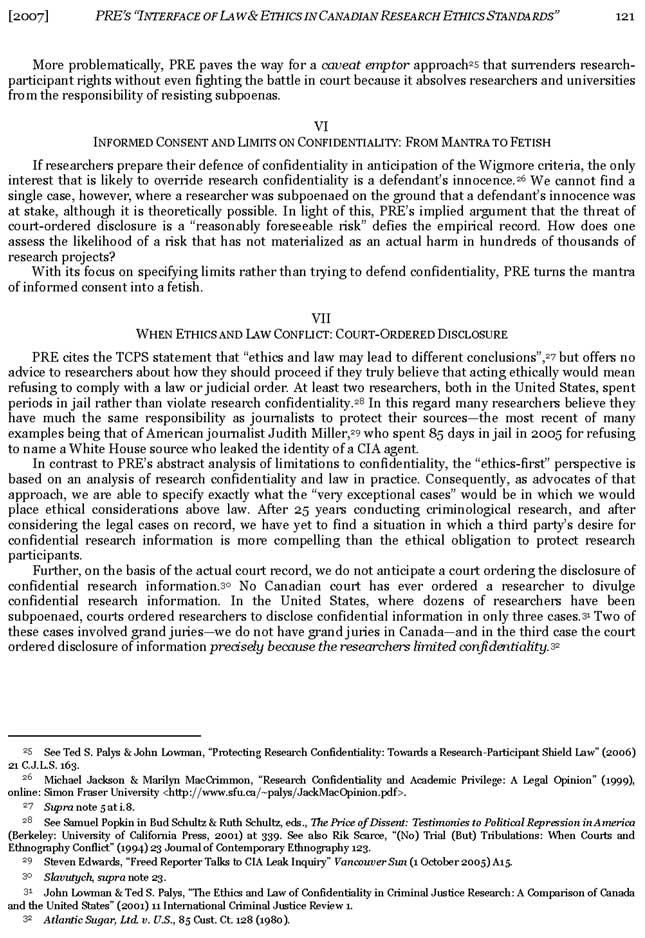 [2007] PRE'S "INTERFACE OF LAW & ETHICS IN CANADIAN RESEARCH ETHICS STANDARDS" 121
More problematically, PRE paves the way for a caveat emptor approach25 that surrenders research-
participant rights without even fighting the battle in court because it absolves researchers and universities
from the responsibility of resisting subpoenas.
VI
INFORMED CONSENT AND LIMITS ON CONFIDENTIALITY: FROM MANTRA TO FETISH
If researchers prepare their defence of confidentiality in anticipation of the Wigmore criteria, the only
interest that is likely to override research confidentiality is a defendant's innocence.26 We cannot find a
single case, however, where a researcher was subpoenaed on the ground that a defendant's innocence was
at stake, although it is theoretically possible. In light of this, PRE's implied argument that the threat of
court-ordered disclosure is a "reasonably foreseeable risk" defies the empirical record. How does one
assess the likelihood of a risk that has not materialized as an actual harm in hundreds of thousands of
research projects?
With its focus on specifying limits rather than trying to defend confidentiality, PRE turns the mantra
of informed consent into a fetish.
VII
WHEN ETHICS AND LAW CONFLICT: COURT-ORDERED DISCLOSURE
PRE cites the TCPS statement that "ethics and law may lead to different conclusions",27 but offers no
advice to researchers about how they should proceed if they truly believe that acting ethically would mean
refusing to comply with a law or judicial order. At least two researchers, both in the United States, spent
periods in jail rather than violate research confidentiality.28 In this regard many researchers believe they
have much the same responsibility as journalists to protect their sources—the most recent of many
examples being that of American journalist Judith Miller,29 who spent 85 days in jail in 2005 for refusing
to name a White House source who leaked the identity of a CIA agent.
In contrast to PRE's abstract analysis of limitations to confidentiality, the "ethics-first" perspective is
based on an analysis of research confidentiality and law in practice. Consequently, as advocates of that
approach, we are able to specify exactly what the "very exceptional cases" would be in which we would
place ethical considerations above law. After 25 years conducting criminological research, and after
considering the legal cases on record, we have yet to find a situation in which a third party's desire for
confidential research information is more compelling than the ethical obligation to protect research
participants.
Further, on the basis of the actual court record, we do not anticipate a court ordering the disclosure of
confidential research information.30 No Canadian court has ever ordered a researcher to divulge
confidential research information. In the United States, where dozens of researchers have been
subpoenaed, courts ordered researchers to disclose confidential information in only three cases.31 Two of
these cases involved grand juries—we do not have grand juries in Canada—and in the third case the court
ordered disclosure of information precisely because the researchers limited confidentiality.32
25 See Ted S. Palys & John Lowman, "Protecting Research Confidentiality: Towards a Research-Participant Shield Law" (2006)
21 C.J.L.S. 163.
26 Michael Jackson & Marilyn MacCrimmon, "Research Confidentiality and Academic Privilege: A Legal Opinion" (1999),
online: Simon Fraser University <http://www.sfu.ca/~palys/JackMacOpinion.pdf>.
27 Supra note 5 at i.8.
28 See Samuel Popkin in Bud Schultz & Ruth Schultz, eds., The Price of Dissent: Testimonies to Political Repression in America
(Berkeley: University of California Press, 2001) at 339. See also Rik Scarce, "(No) Trial (But) Tribulations: When Courts and
Ethnography Conflict" (1994) 23 Journal of Contemporary Ethnography 123.
29 Steven Edwards, "Freed Reporter Talks to CIA Leak Inquiry" Vancouver Sun (1 October 2005) A15.
30 Slavutych, supra note 23.
31 John Lowman & Ted S. Palys, "The Ethics and Law of Confidentiality in Criminal Justice Research: A Comparison of Canada
and the United States" (2001) 11 International Criminal Justice Review 1.
32 Atlantic Sugar, Ltd. v. U.S., 85 Cust. Ct. 128 (1980).